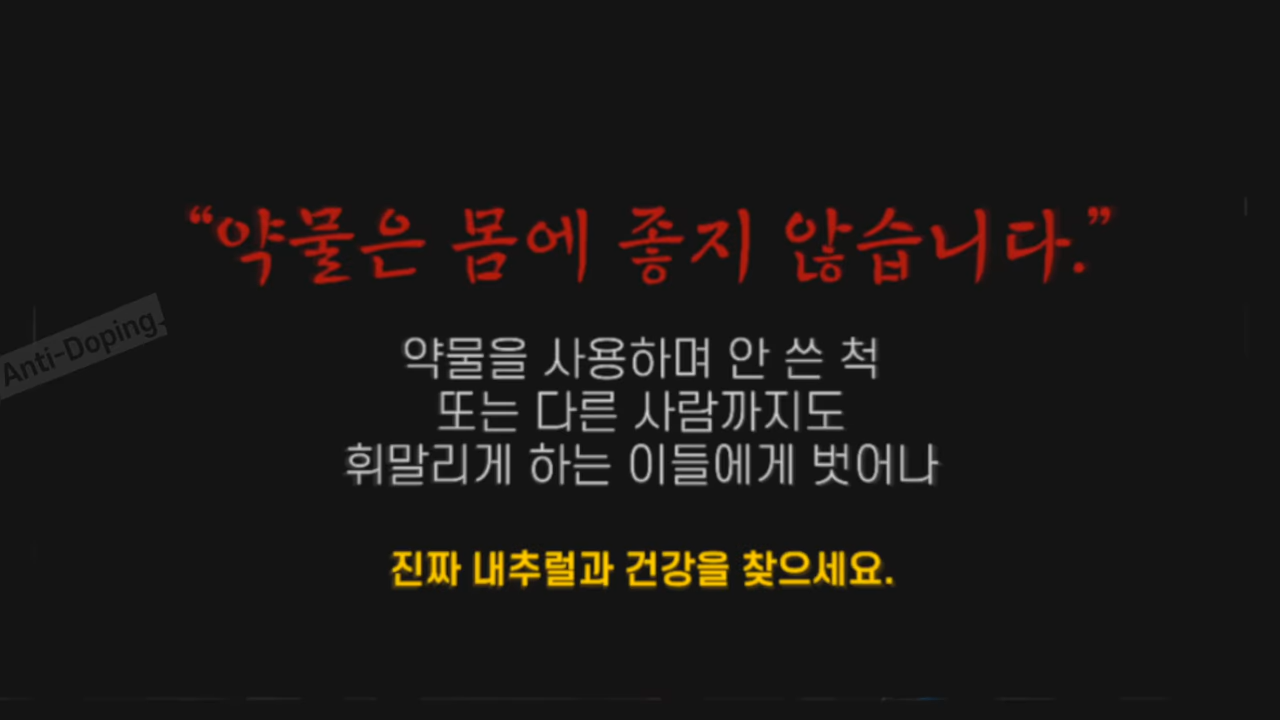 “약물은 몸에 좋지 않습니다.”
Anti-Doping.
약물을 사용하며 안 쓴 척
또는 다른 사람까지도
휘말리게 하는 이들에게 벗어나
진짜 내추럴과 건강을 찾으세요.